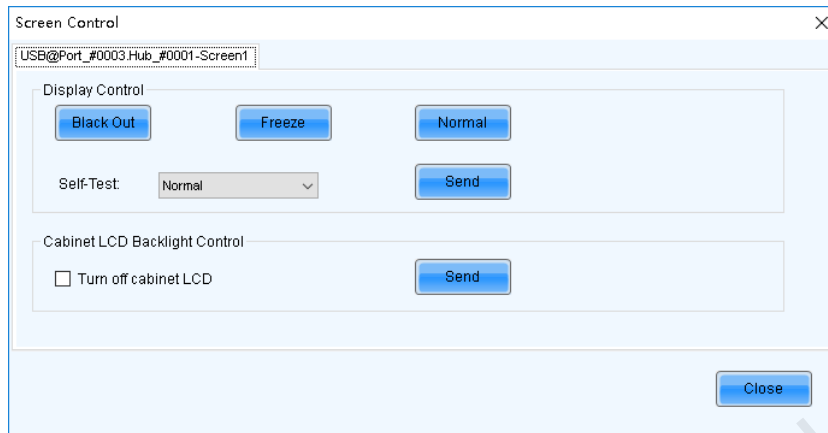 Screen Control
USB@Port_#0003.Hub_#0001-Screen1
Display Control
Black Out Freeze Normal
Self-Test: Normal Send
Cabinet LCD Backlight Control
Turn off cabinet LCD Send
Close